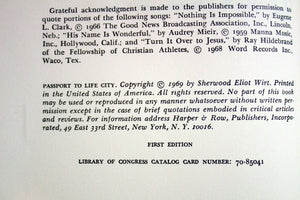 Grateful acknowledgment is made to the publishers for permission to
quote portions of the following songs: "Nothing Is Impossible," by Eugene
L. Clark, © 1966 The Good News Broadcasting Association, Inc., Lincoln,
Neb.; "His Name Is Wonderful," by Audrey Mieir, © 1959 Manna Music,
Inc., Hollywood, Calif.; and "Turn It Over to Jesus," by Ray Hildebrand
of the Fellowship of Christian Athletes, © 1968 Word Records Inc.,
Waco, Tex.
PASSPORT TO LIFE CITY. Copyright © 1969 by Sherwood Eliot Wirt. Printed
in the United States of America. All rights reserved. No part of this book
may be used or reproduced in any manner whatsoever without written per-
mission except in the case of brief quotations embodied in critical articles
and reviews. For information address Harper & Row, Publishers, Incorpo-
rated, 49 East 33rd Street, New York, N. Y. 10016.
FIRST EDITION
LIBRARY OF CONGRESS CATALOG CARD NUMBER: 70-85041